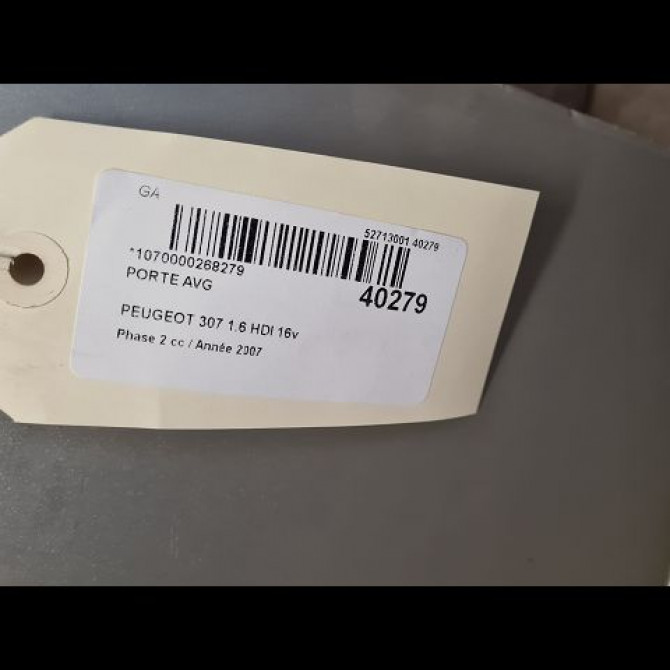 GA
52713001 40279
*1070000268279
40279
PORTE AVG
PEUGEOT 307 1.6 HDI 16v
Phase 2 cc / Année 2007